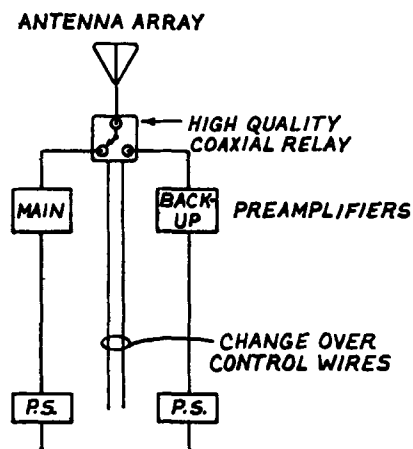 ANTENNA ARRAY
HIGH QUALITY
COAXIAL RELAY
MAIN
BACK-
UP
PREAMPLIFIERS
CHANGE OVER
CONTROL WIRES
P.S.
P.S.